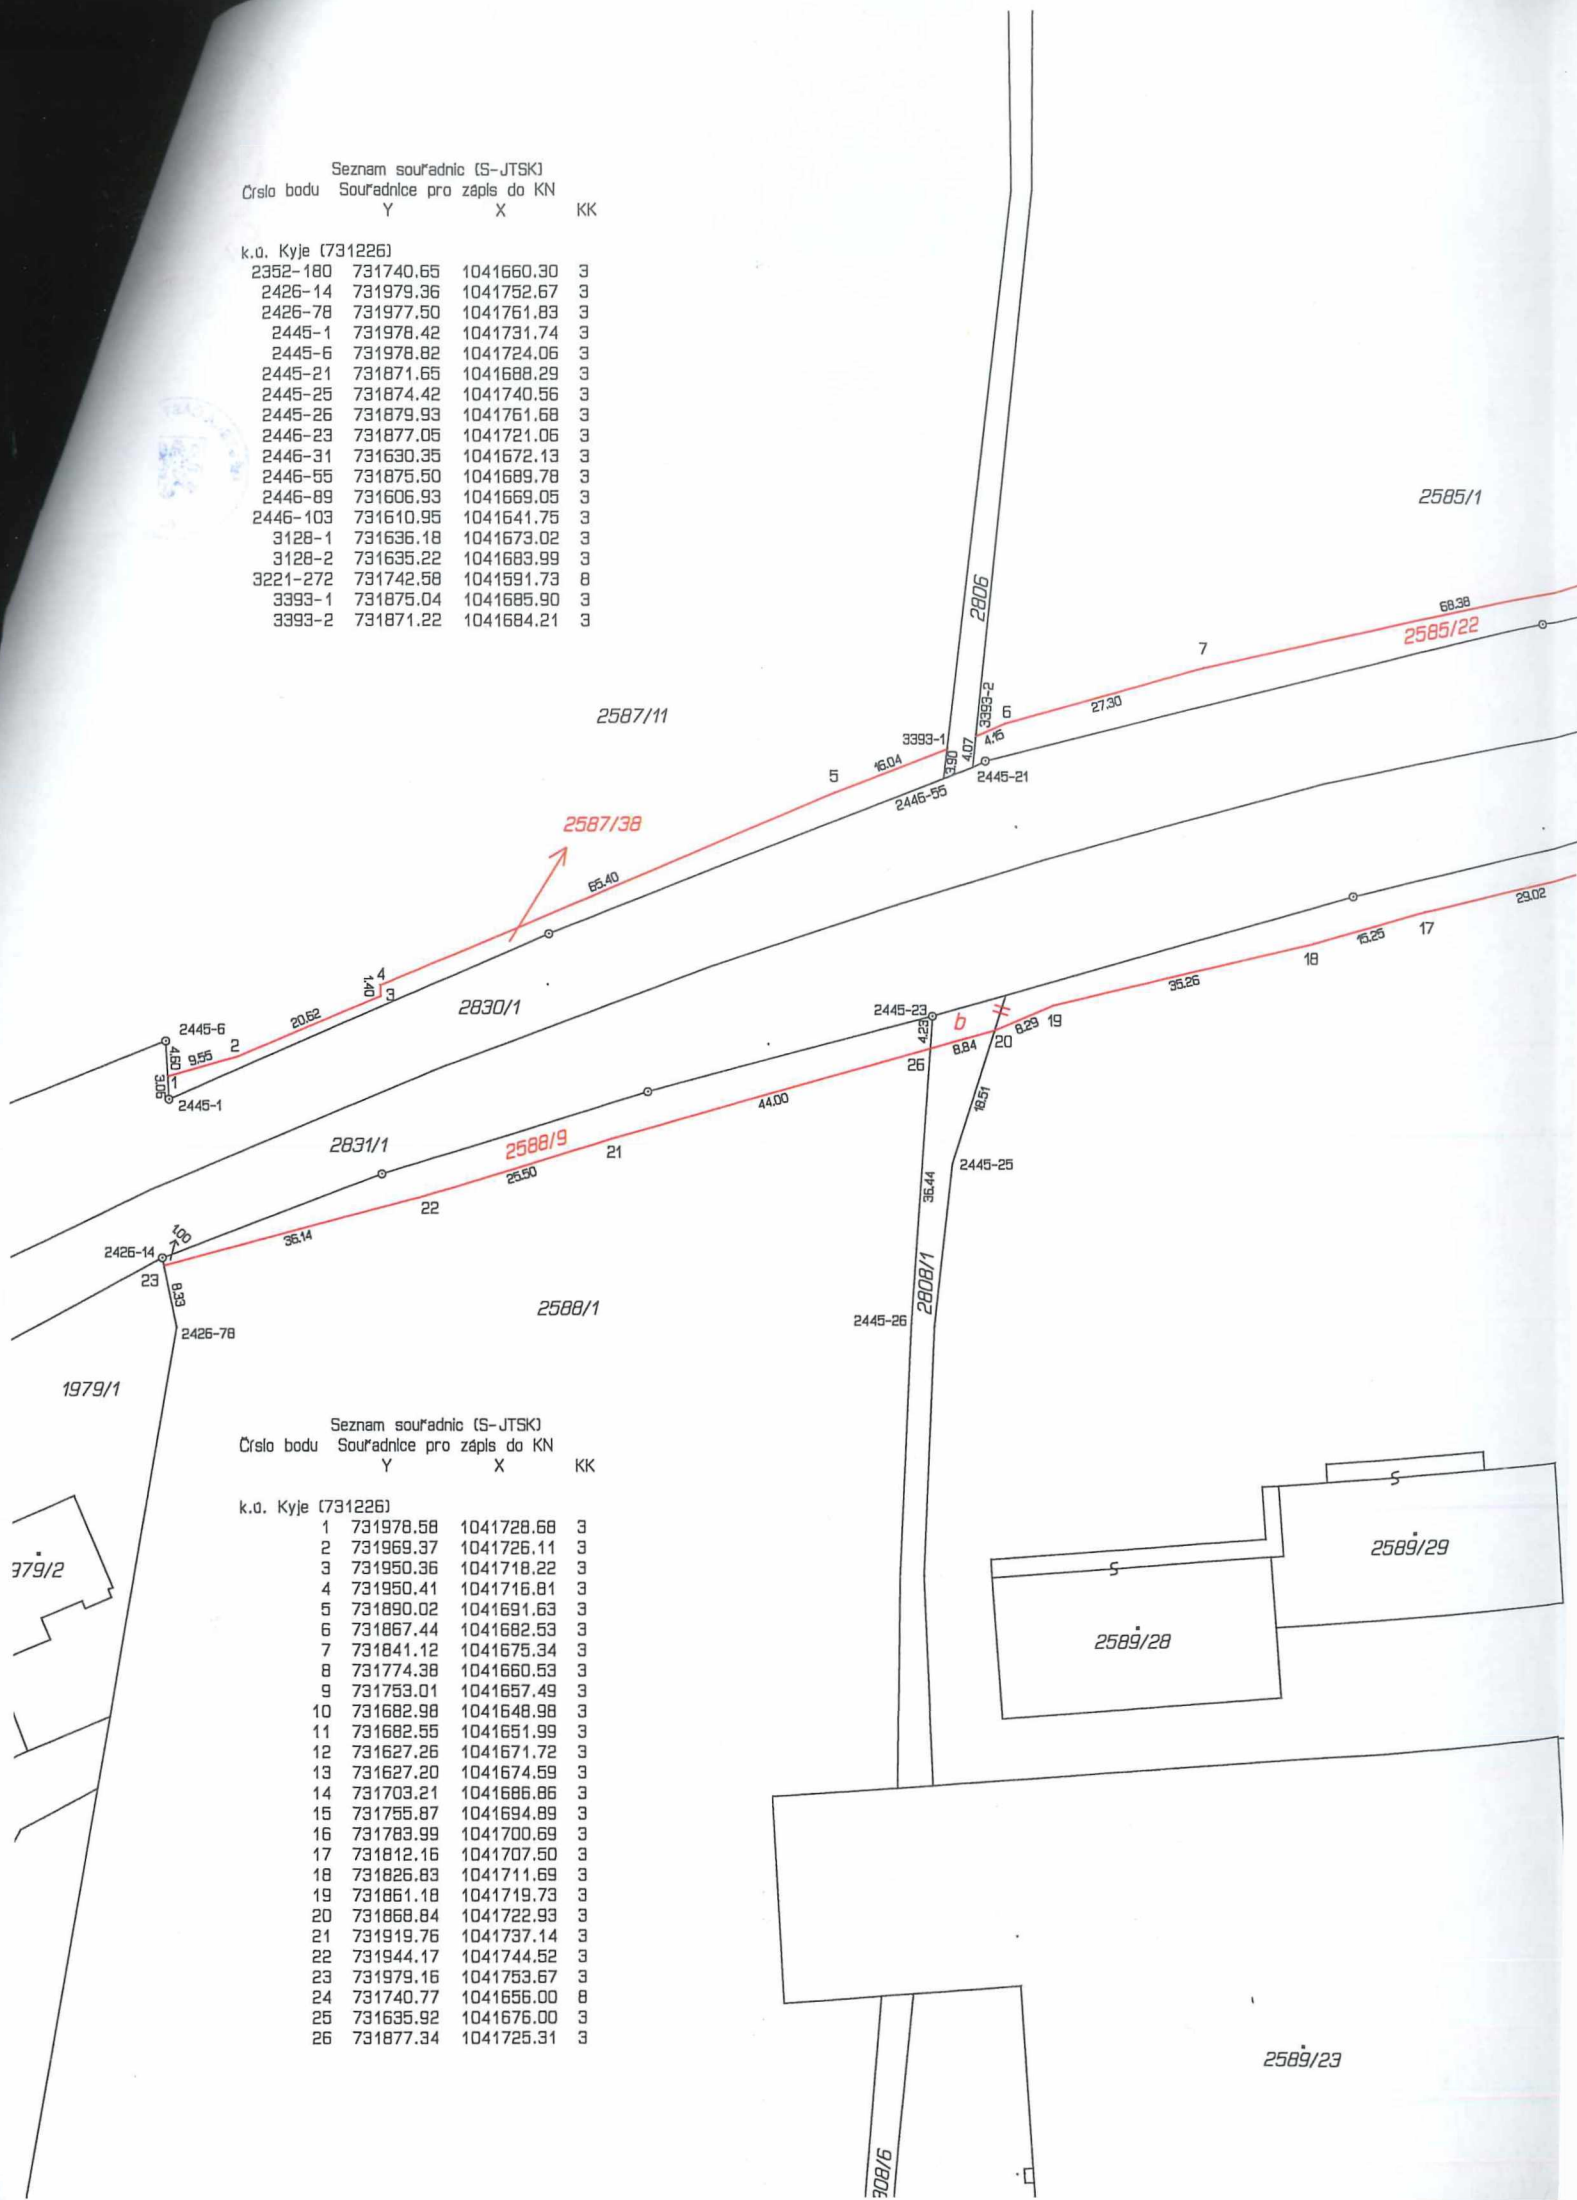 Seznam souřadnic (S-JTSK)
Číslo bodu Souřadnice pro zápis do KN
Y X KK
k.ú. Kyje (731226)
2352-180 731740.65 1041660.30 3
2426-14 731979.36 1041752.67 3
2426-78 731977.50 1041761.83 3
2445-1 731978.42 1041731.74 3
2445-6 731978.82 1041724.06 3
2445-21 731871.65 1041688.29 3
2445-25 731874.42 1041740.56 3
2445-26 731879.93 1041761.68 3
2446-23 731877.05 1041721.06 3
2446-31 731630.35 1041672.13 3
2446-55 731875.50 1041689.78 3
2446-89 731606.93 1041669.05 3
2446-103 731610.95 1041641.75 3
3128-1 731636.18 1041673.02 3
3128-2 731635.22 1041683.99 3
3221-272 731742.58 1041591.73 8
3393-1 731875.04 1041685.90 3
3393-2 731871.22 1041684.21 3
2585/1
2806
68.38
2585/22
7
3393-2
6
27.30
2587/11
3393-1
4.07
4.15
16.04
3.90
5
2445-21
2446-55
2587/38
65.40
29.02
17
15.25
18
4
1.40
3
35.26
2830/1
2445-23
b
20.62
2445-6
2
4.60
9.55
4.23
8.29
19
20
8.84
26
3.06
1
2445-1
44.00
18.51
2831/1
2588/9
21
25.50
2445-25
36.44
22
1.00
36.14
2426-14
23
8.33
2808/1
2588/1
2445-26
2426-78
1979/1
Seznam souřadnic (S-JTSK)
Číslo bodu Souřadnice pro zápis do KN
Y X KK
k.ú. Kyje (731226)
1 731978.58 1041728.68 3
2 731969.37 1041726.11 3
3 731950.36 1041718.22 3
4 731950.41 1041716.81 3
5 731890.02 1041691.63 3
6 731867.44 1041682.53 3
7 731841.12 1041675.34 3
8 731774.38 1041660.53 3
9 731753.01 1041657.49 3
10 731682.98 1041648.98 3
11 731682.55 1041651.99 3
12 731627.26 1041671.72 3
13 731627.20 1041674.59 3
14 731703.21 1041686.86 3
15 731755.87 1041694.89 3
16 731783.99 1041700.69 3
17 731812.16 1041707.50 3
18 731826.83 1041711.69 3
19 731861.18 1041719.73 3
20 731868.84 1041722.93 3
21 731919.76 1041737.14 3
22 731944.17 1041744.52 3
23 731979.16 1041753.67 3
24 731740.77 1041656.00 8
25 731635.92 1041676.00 3
26 731877.34 1041725.31 3
979/2
2589/29
2589/28
2589/23
808/6